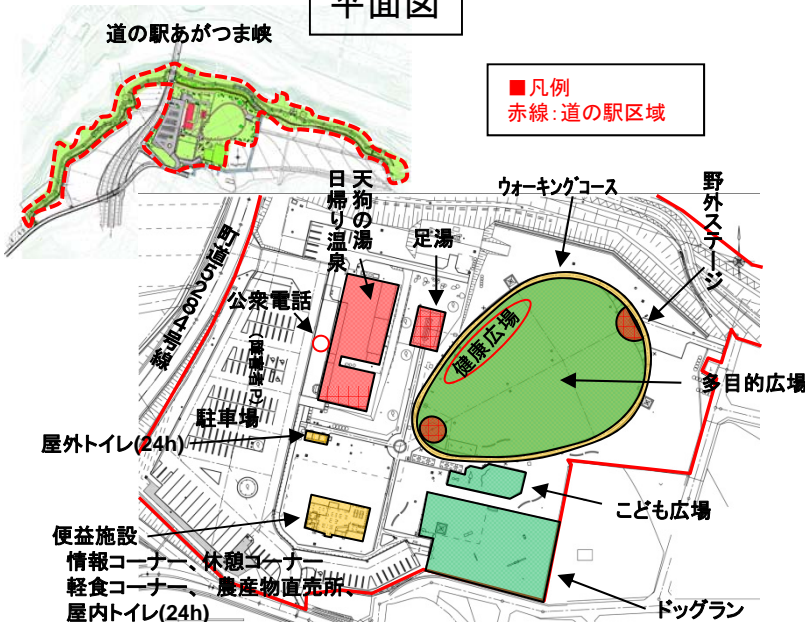 平面図
道の駅あがつま峡
■凡例
赤線：道の駅区域
天狗の湯
日帰り温泉
足湯
ウォーキングコース
野外ステージ
町道5284号線
公衆電話
健康広場
多目的広場
駐車場
屋外トイレ(24h)
こども広場
便益施設
情報コーナー、休憩コーナー
軽食コーナー、農産物直売所、
屋内トイレ(24h)
ドッグラン